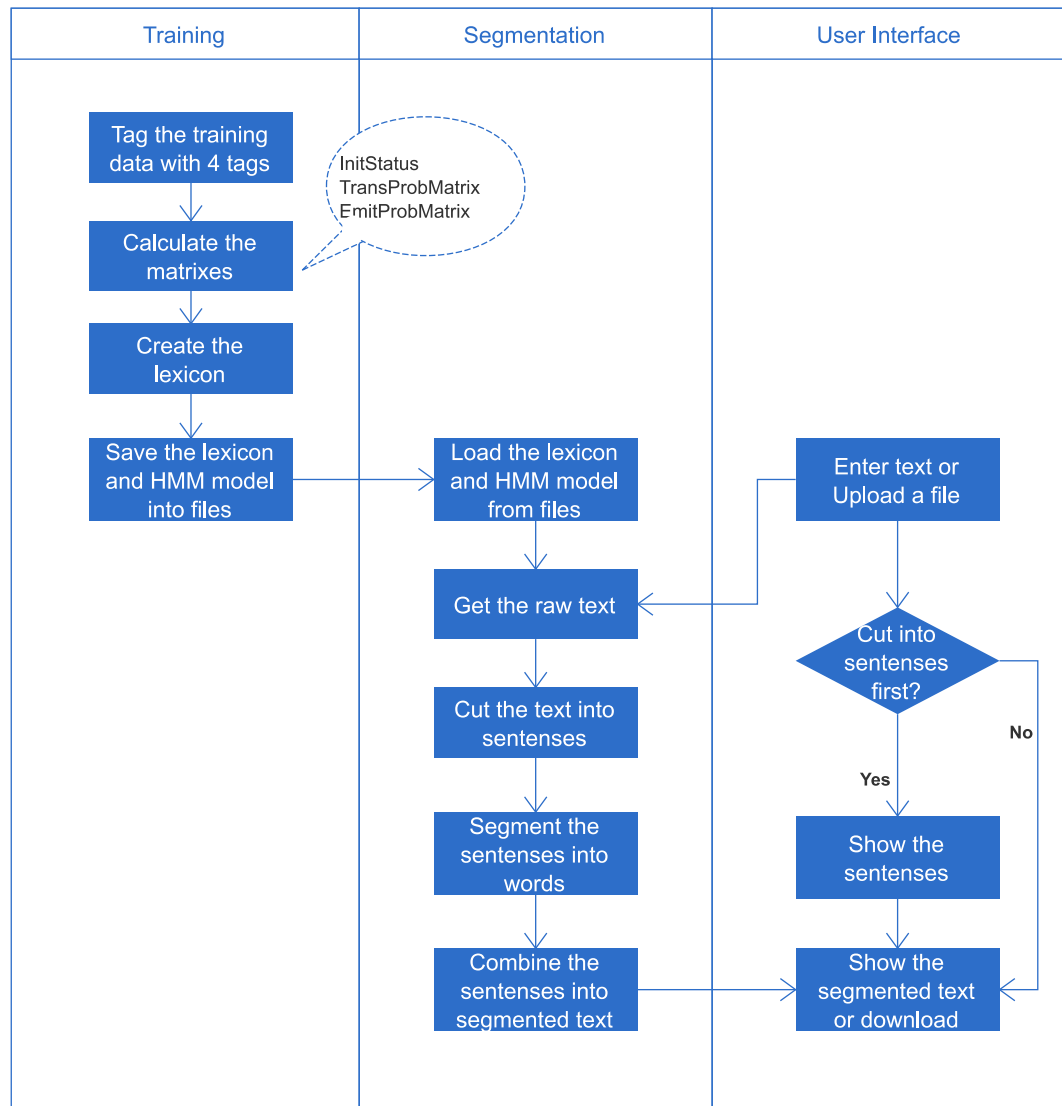 Training
Segmentation
User Interface
Tag the training
data with 4 tags
InitStatus
TransProbMatrix
EmitProbMatrix
Calculate the
matrixes
Create the
lexicon
Save the lexicon
and HMM model
into files
Load the lexicon
and HMM model
from files
Enter text or
Upload a file
Get the raw text
Cut into
sentenses
first?
Cut the text into
sentenses
No
Yes
Segment the
sentenses into
words
Show the
sentenses
Combine the
sentenses into
segmented text
Show the
segmented text
or download